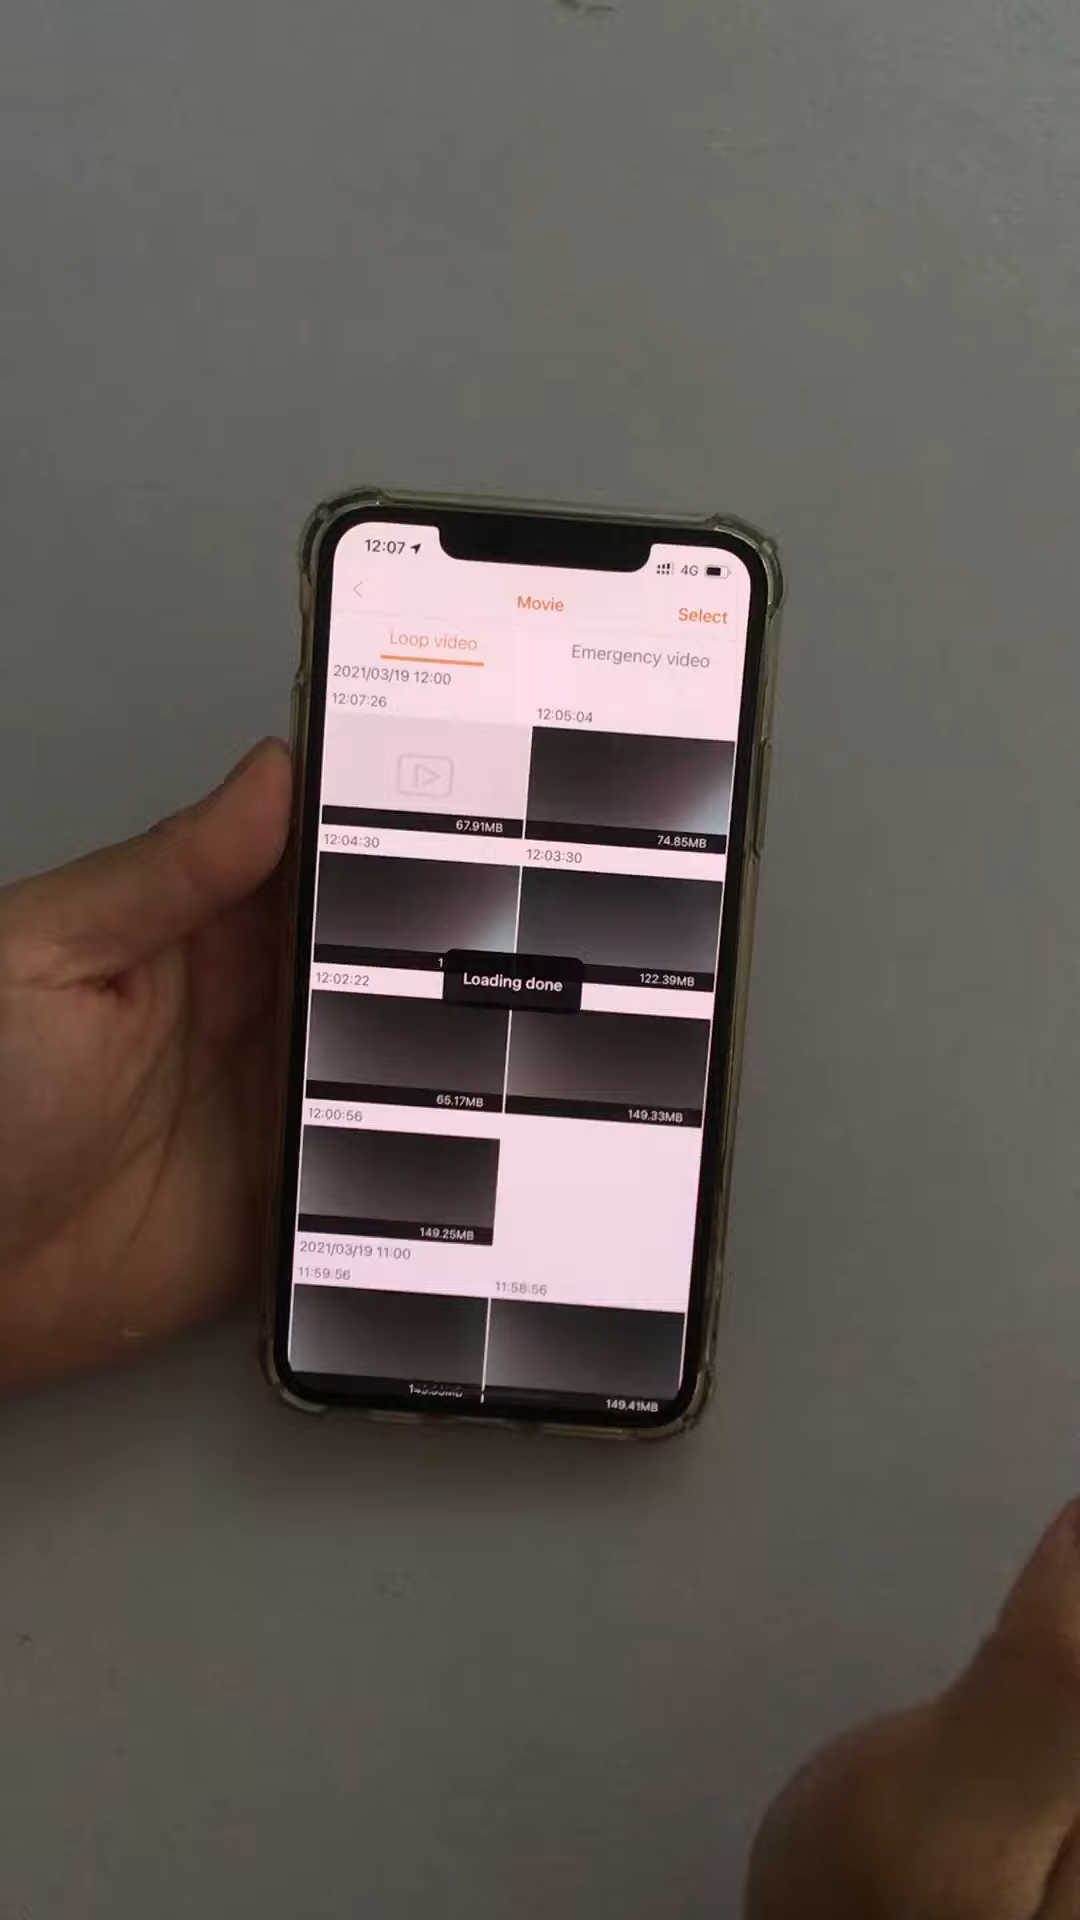 12:07
4G
Movie
Select
Loop video
Emergency video
2021/03/19 12:00
12:07:26
12:05:04
67.91MB
74.85MB
12:04:30
12:03:30
1
122.39MB
Loading done
12:02:22
65.17MB
149.33MB
12:00:56
149.25MB
2021/03/19 11:00
11:59:56
11:58:56
149.41MB